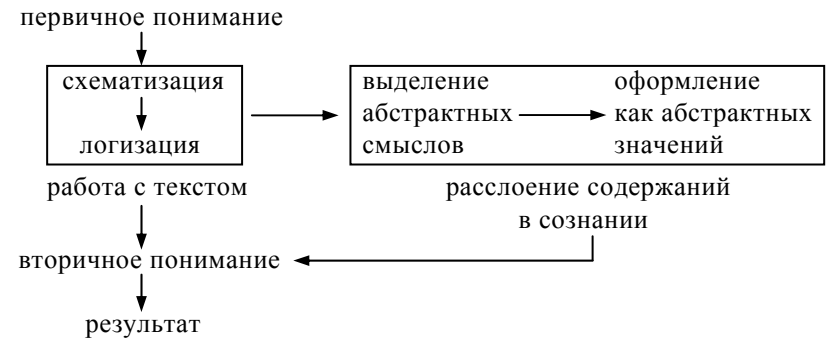 первичное понимание
схематизация
логизация
работа с текстом
выделение
абстрактных
смыслов
оформление
как абстрактных
значений
расслоение содержаний
в сознании
вторичное понимание
результат